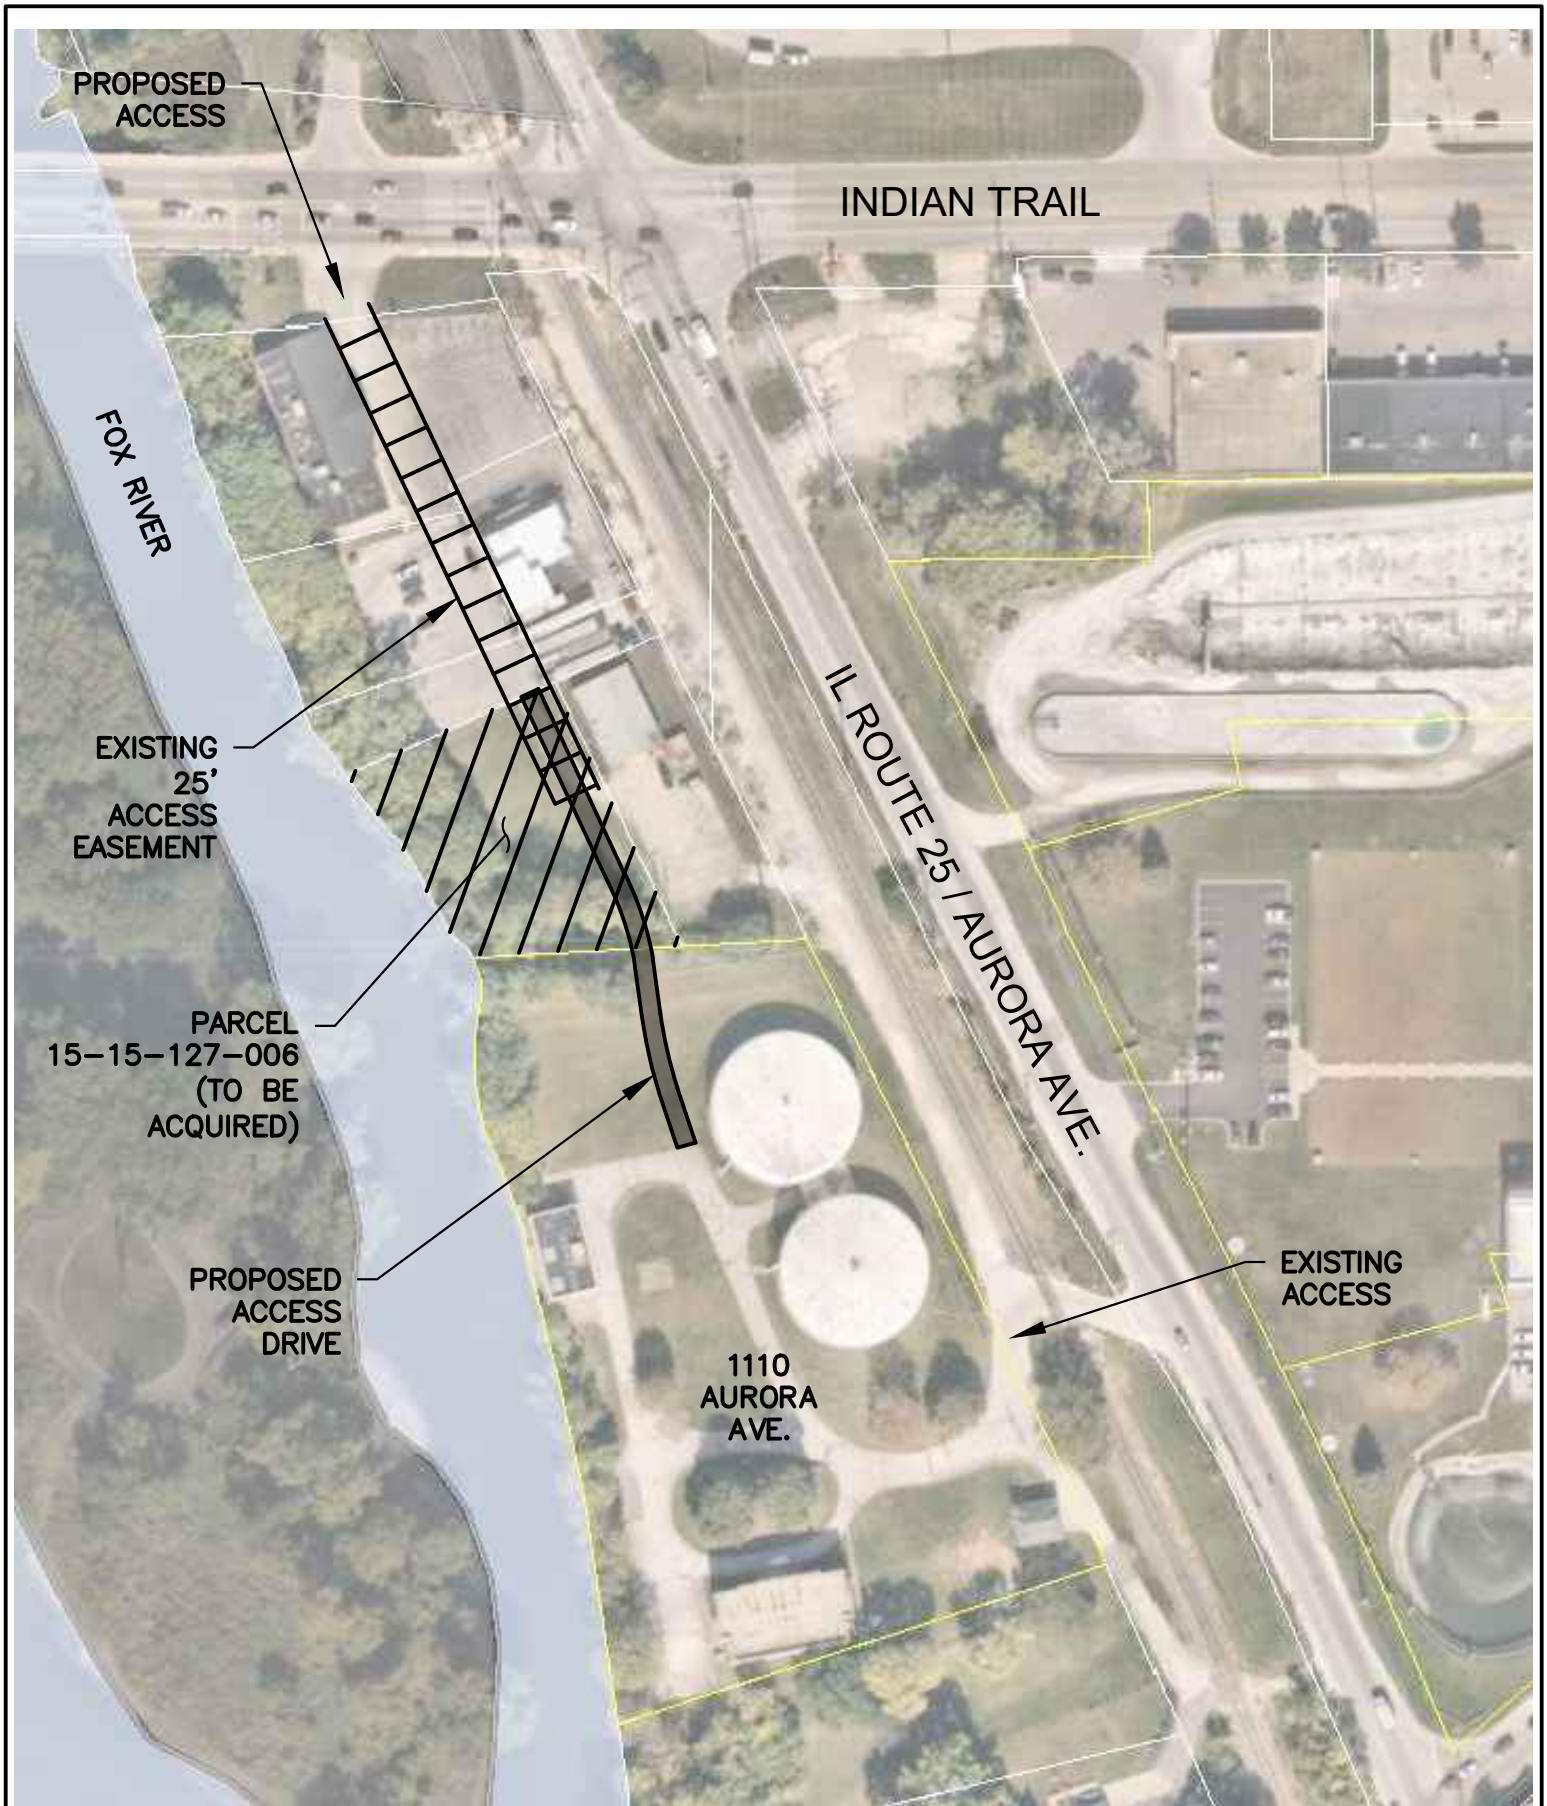 PROPOSED
ACCESS
INDIAN TRAIL
FOX RIVER
EXISTING
25'
ACCESS
EASEMENT
IL ROUTE 25 / AURORA AVE.
PARCEL
15-15-127-006
(TO BE
ACQUIRED)
PROPOSED
ACCESS
DRIVE
EXISTING
ACCESS
1110
AURORA
AVE.